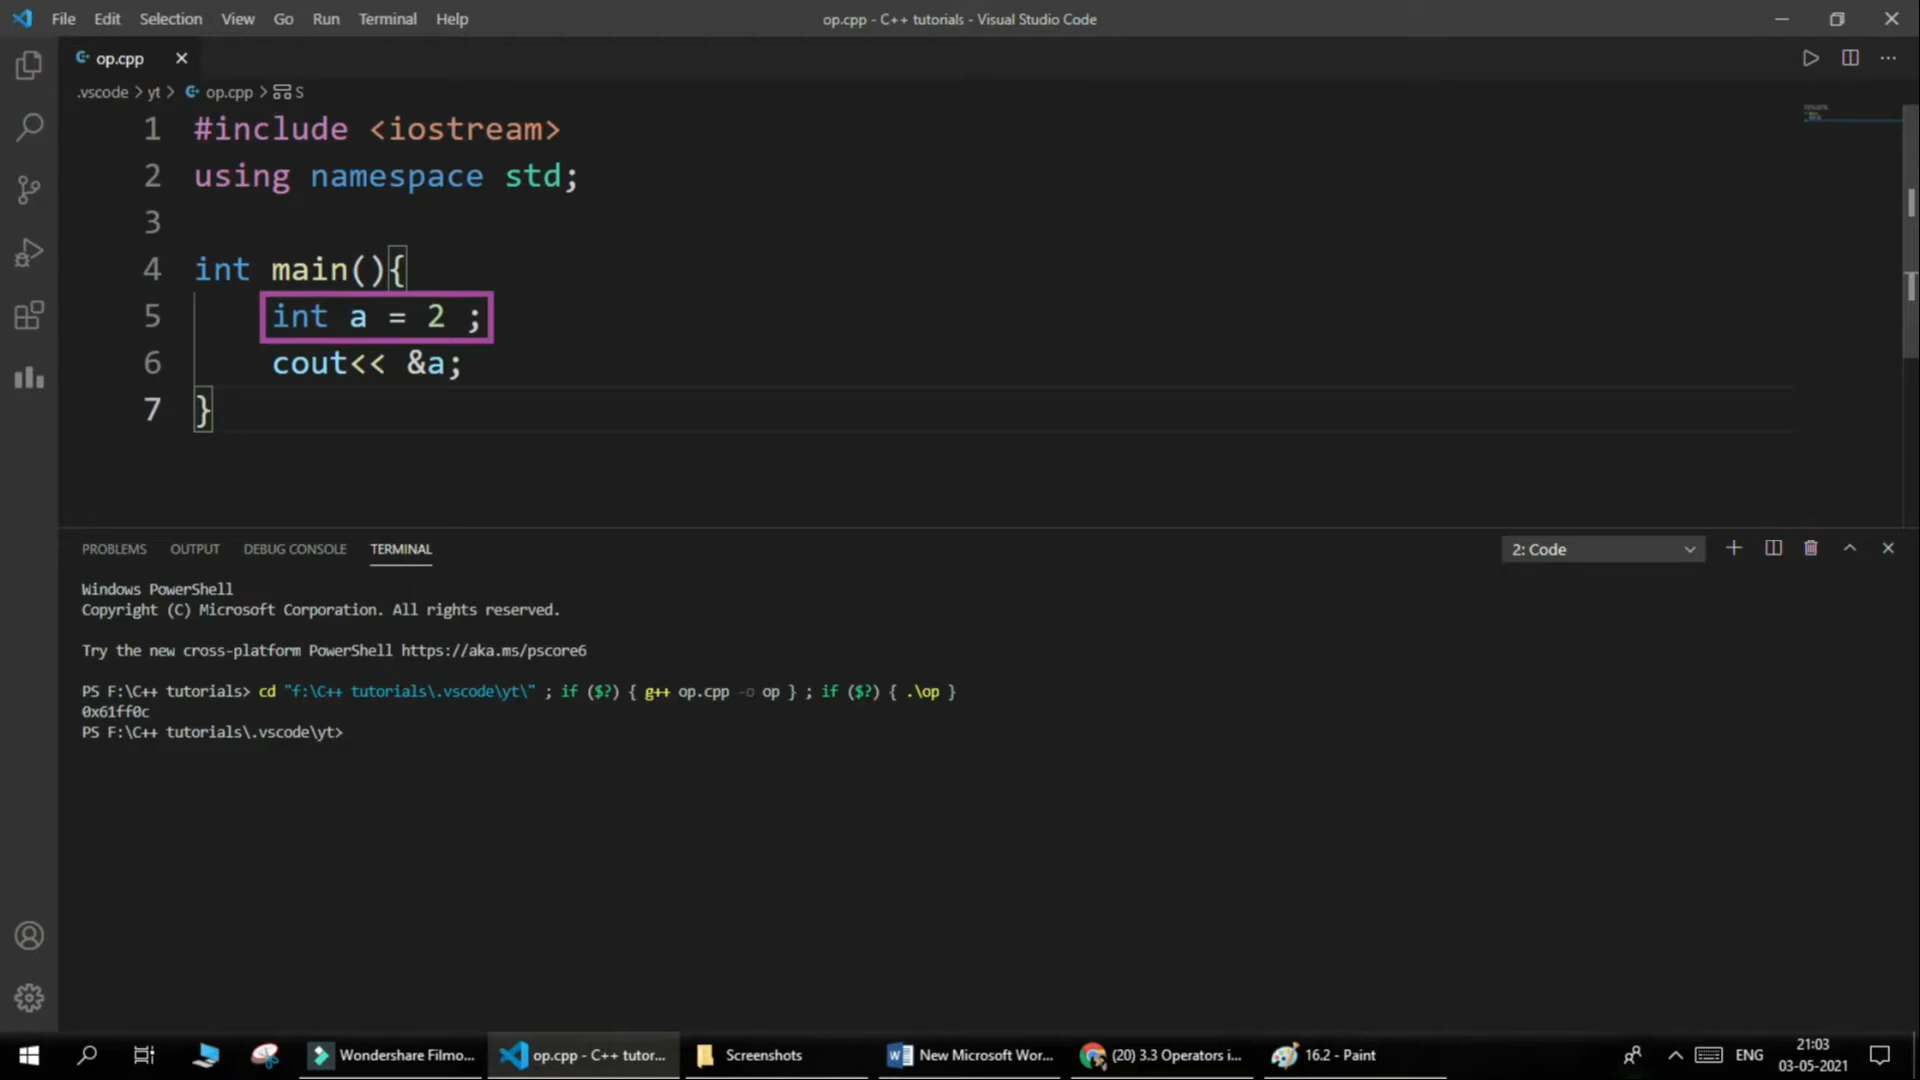 File Edit Selection View Go Run Terminal Help
op.cpp - C++ tutorials - Visual Studio Code
op.cpp
.vscode > yt > op.cpp > S
1 #include <iostream>
2 using namespace std;
3
4 int main(){
5 int a = 2 ;
6 cout<< &a;
7 }
PROBLEMS OUTPUT DEBUG CONSOLE TERMINAL
2: Code
Windows PowerShell
Copyright (C) Microsoft Corporation. All rights reserved.
Try the new cross-platform PowerShell https://aka.ms/pscore6
PS F:\C++ tutorials> cd "f:\C++ tutorials\.vscode\yt\" ; if ($?) { g++ op.cpp -o op } ; if ($?) { .\op }
0x61ff0c
PS F:\C++ tutorials\.vscode\yt>
Wondershare Filmo... op.cpp - C++ tutor... Screenshots New Microsoft Wor... (20) 3.3 Operators i... 16.2 - Paint ENG
21:03
03-05-2021